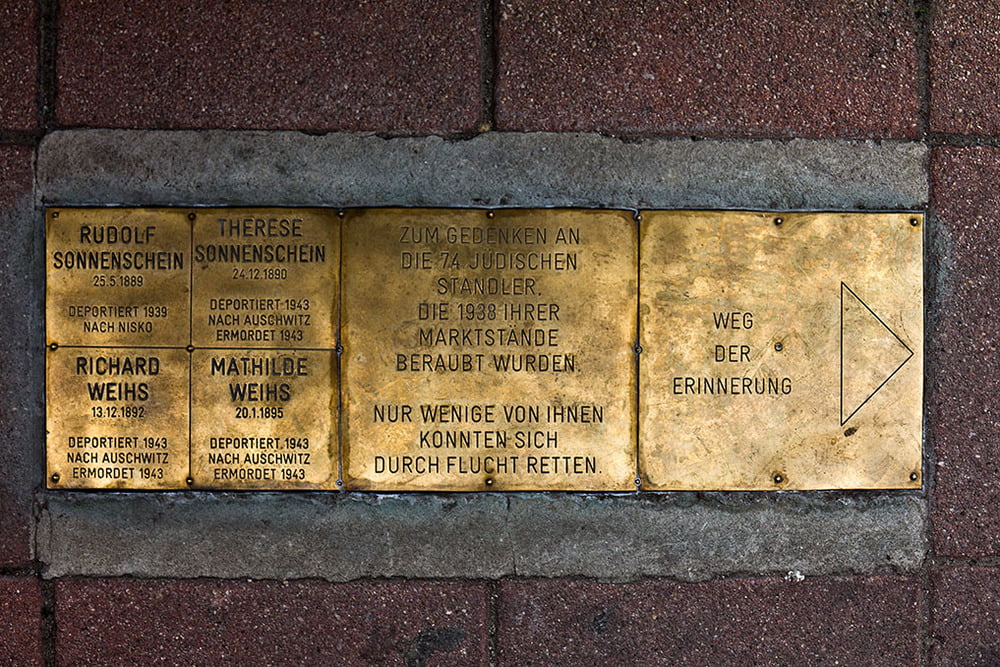 RUDOLF
SONNENSCHEIN
25.5.1889
DEPORTIERT 1939
NACH NISKO
THERESE
SONNENSCHEIN
24.12.1890
DEPORTIERT 1943
NACH AUSCHWITZ
ERMORDET 1943
RICHARD
WEIHS
13.12.1892
DEPORTIERT 1943
NACH AUSCHWITZ
ERMORDET 1943
MATHILDE
WEIHS
20.1.1895
DEPORTIERT 1943
NACH AUSCHWITZ
ERMORDET 1943
ZUM GEDENKEN AN
DIE 74 JÜDISCHEN
STANDLER,
DIE 1938 IHRER
MARKTSTÄNDE
BERAUBT WURDEN.
NUR WENIGE VON IHNEN
KONNTEN SICH
DURCH FLUCHT RETTEN.
WEG
DER
ERINNERUNG